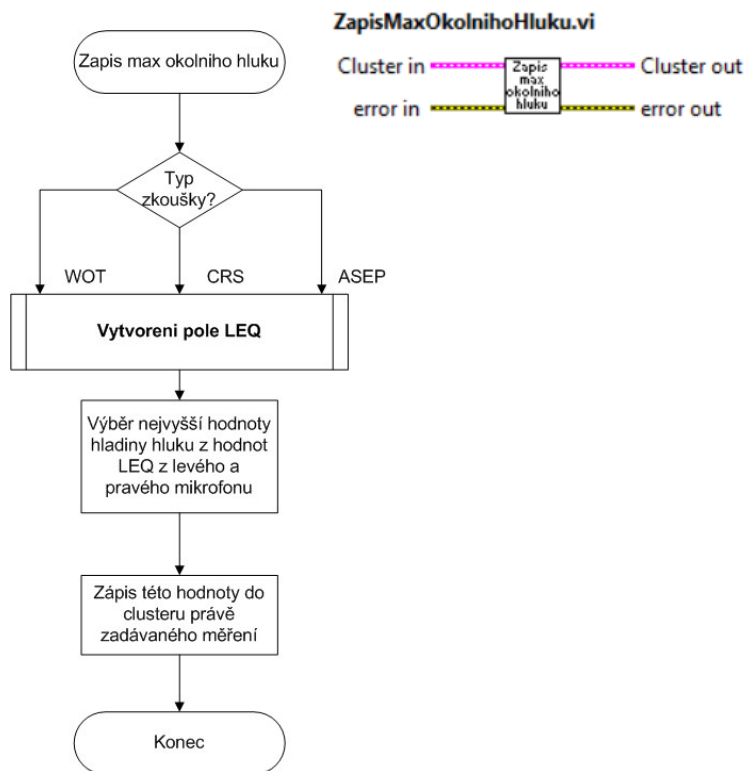 ZapisMaxOkolnihoHluku.vi
Cluster in
Zapis
max
okolniho
hluku
Cluster out
error in
error out
Zapis max okolniho hluku
Typ
zkoušky?
WOT
CRS
ASEP
Vytvoreni pole LEQ
Výběr nejvyšší hodnoty
hladiny hluku z hodnot
LEQ z levého a
pravého mikrofonu
Zápis této hodnoty do
clusteru právě
zadávaného měření
Konec